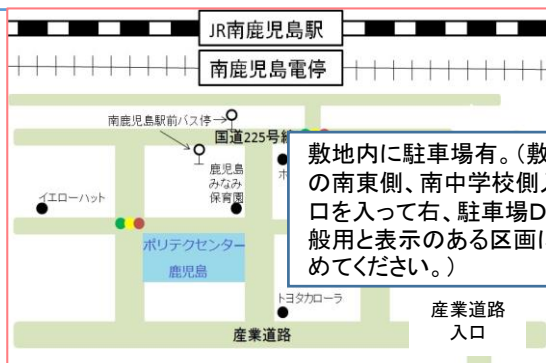 JR南鹿児島駅
南鹿児島電停
南鹿児島駅前バス停
国道225号
鹿児島
みなみ
保育園
イエローハット
敷地内に駐車場有。(敷
の南東側、南中学校側
口を入って右、駐車場D
般用と表示のある区画
めてください。)
ポリテクセンター
鹿児島
トヨタカローラ
産業道路
産業道路
入口